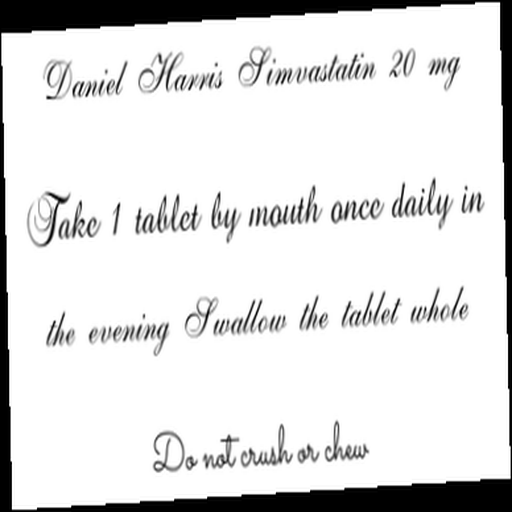 Daniel Harris Simvastatin 20 mg
Take 1 tablet by mouth once daily in
the evening Swallow the tablet whole
Do not crush or chew